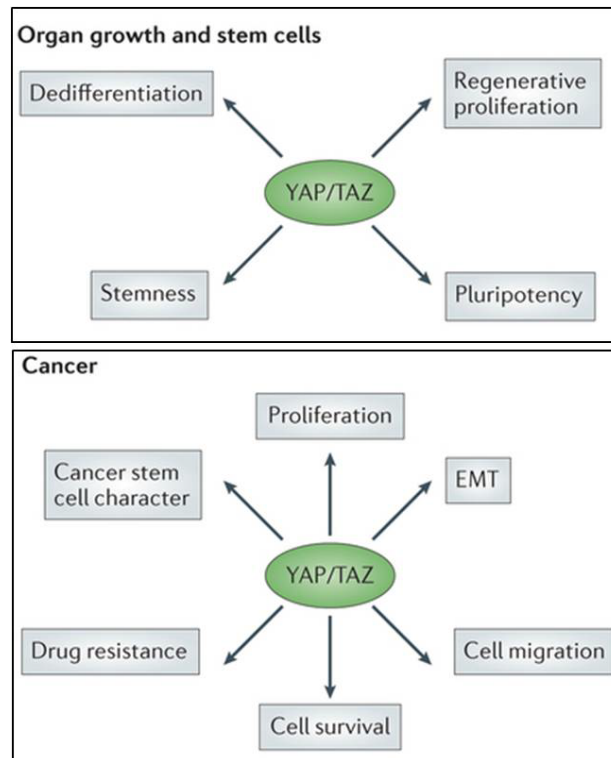 Organ growth and stem cells
Dedifferentiation
Regenerative
proliferation
YAP/TAZ
Stemness
Pluripotency
Cancer
Proliferation
Cancer stem
cell character
EMT
YAP/TAZ
Drug resistance
Cell migration
Cell survival